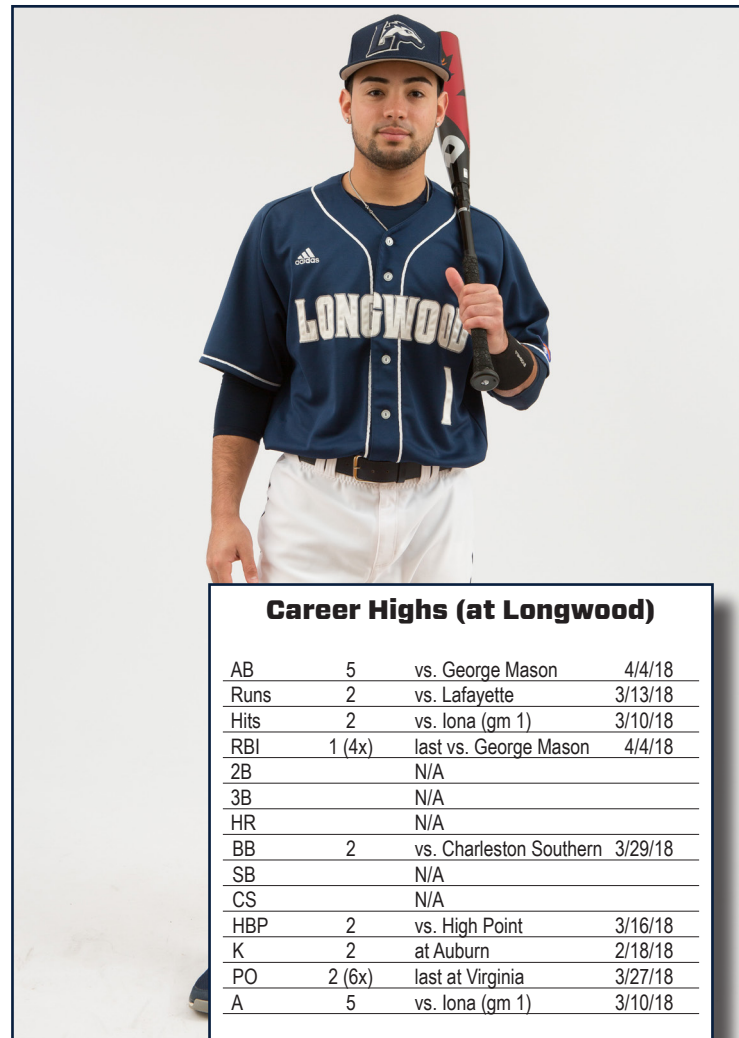 adidas
LONGWOOD
1
Career Highs (at Longwood)
AB 5 vs. George Mason 4/4/18
Runs 2 vs. Lafayette 3/13/18
Hits 2 vs. Iona (gm 1) 3/10/18
RBI 1 (4x) last vs. George Mason 4/4/18
2B N/A
3B N/A
HR N/A
BB 2 vs. Charleston Southern 3/29/18
SB N/A
CS N/A
HBP 2 vs. High Point 3/16/18
K 2 at Auburn 2/18/18
PO 2 (6x) last at Virginia 3/27/18
A 5 vs. Iona (gm 1) 3/10/18